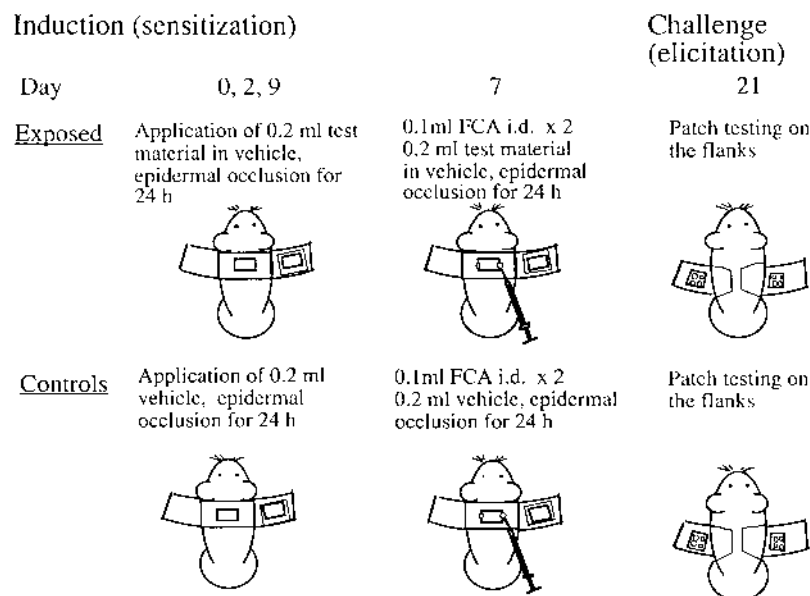 Induction (sensitization)
Challenge
(elicitation)
Day
0, 2, 9
7
21
Exposed
Application of 0.2 ml test
material in vehicle,
epidermal occlusion for
24 h
0.1ml FCA i.d. x 2
0.2 ml test material
in vehicle, epidermal
occlusion for 24 h
Patch testing on
the flanks
Controls
Application of 0.2 ml
vehicle, epidermal
occlusion for 24 h
0.1ml FCA i.d. x 2
0.2 ml vehicle, epidermal
occlusion for 24 h
Patch testing on
the flanks